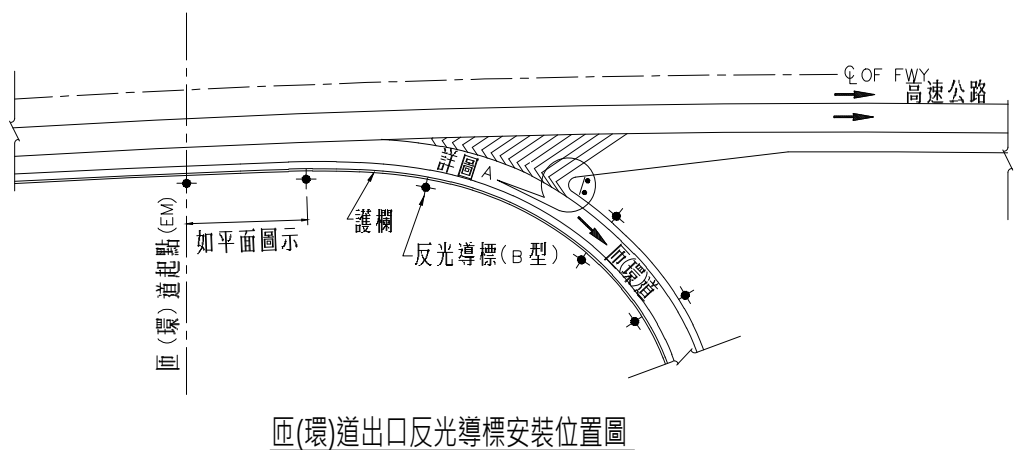 ℄ OF FWY
高速公路
詳圖 A
護欄
如平面圖示
反光導標(B 型)
匝(環)道
匝(環)道起點(EM)
匝(環)道出口反光導標安裝位置圖